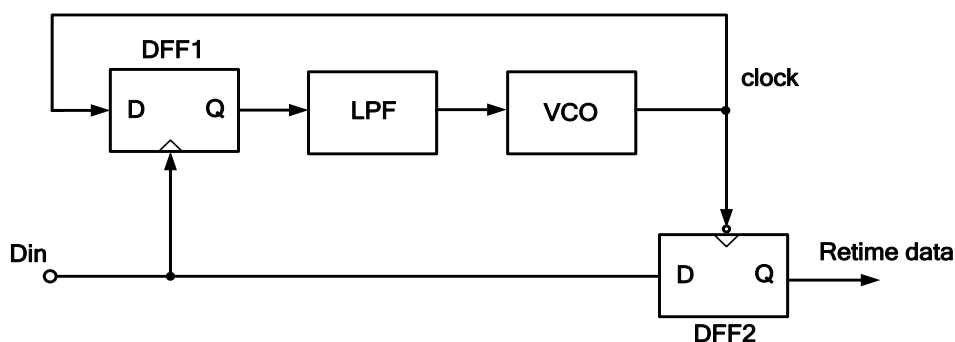 DFF1
clock
D
Q
LPF
VCO
Din
D
Q
Retime data
DFF2